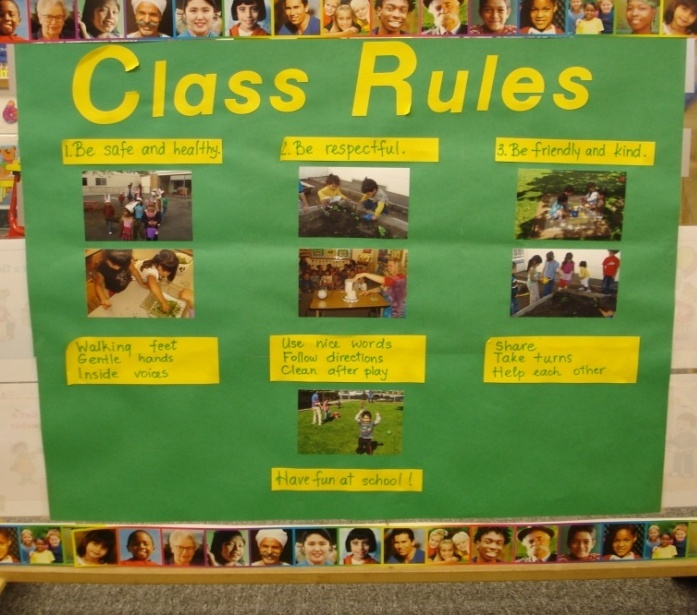 Class Rules
1. Be safe and healthy.
2. Be respectful.
3. Be friendly and kind.
Walking feet
Gentle hands
Inside voices
Use nice words
Follow directions
Clean after play
Share
Take turns
Help each other
Have fun at school!